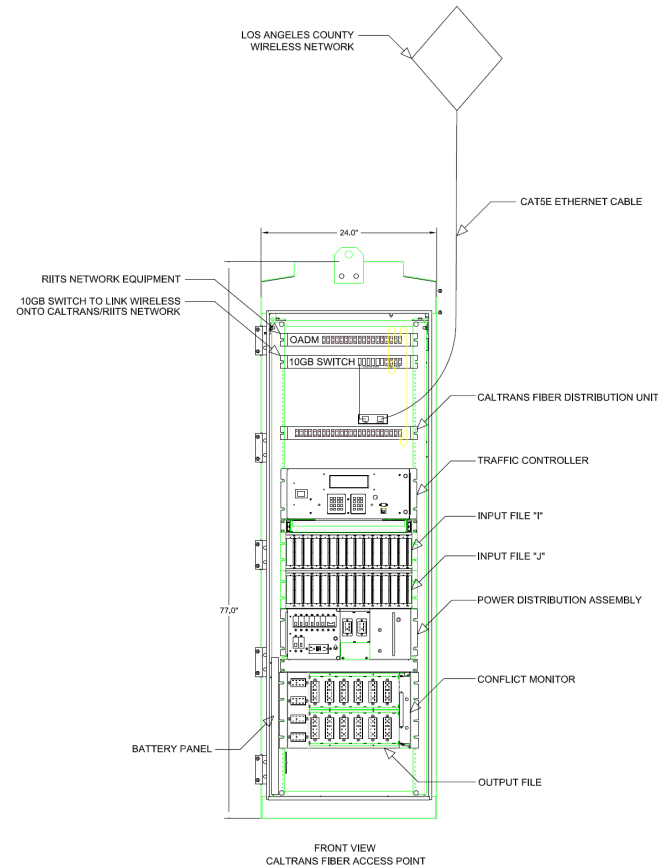 LOS ANGELES COUNTY
WIRELESS NETWORK
CAT5E ETHERNET CABLE
24.0"
RIITS NETWORK EQUIPMENT
10GB SWITCH TO LINK WIRELESS
ONTO CALTRANS/RIITS NETWORK
OADM
10GB SWITCH
CALTRANS FIBER DISTRIBUTION UNIT
TRAFFIC CONTROLLER
INPUT FILE "I"
INPUT FILE "J"
77.0"
POWER DISTRIBUTION ASSEMBLY
CONFLICT MONITOR
BATTERY PANEL
OUTPUT FILE
FRONT VIEW
CALTRANS FIBER ACCESS POINT